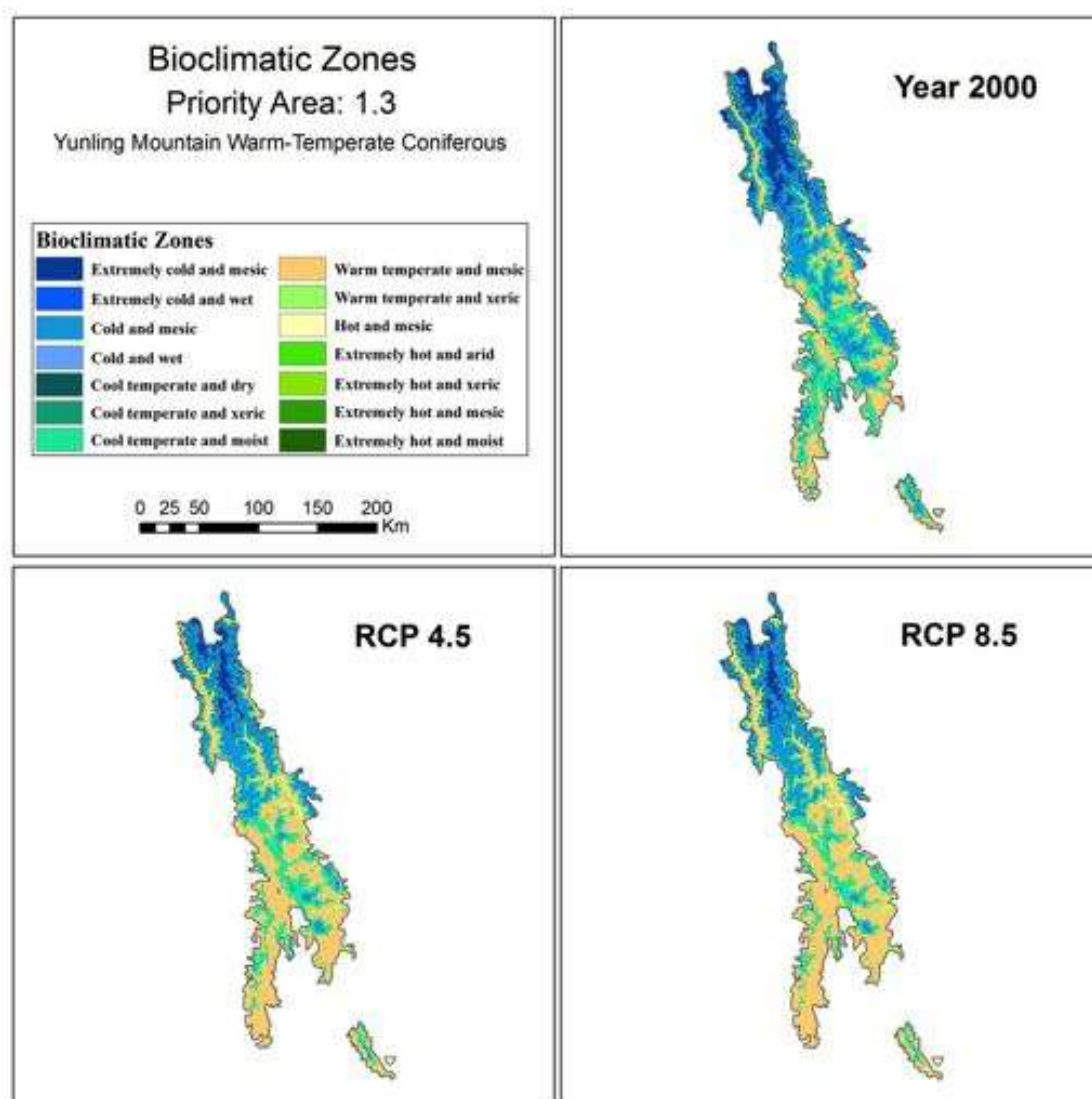 Bioclimatic Zones
Priority Area: 1.3
Yunling Mountain Warm-Temperate Coniferous
Bioclimatic Zones
Extremely cold and mesic
Extremely cold and wet
Cold and mesic
Cold and wet
Cool temperate and dry
Cool temperate and xeric
Cool temperate and moist
Warm temperate and mesic
Warm temperate and xeric
Hot and mesic
Extremely hot and arid
Extremely hot and xeric
Extremely hot and mesic
Extremely hot and moist
0 25 50 100 150 200
Km
Year 2000
RCP 4.5
RCP 8.5